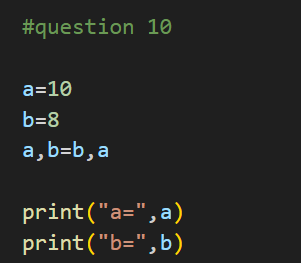 #question 10
a=10
b=8
a,b=b,a
print("a=",a)
print("b=",b)